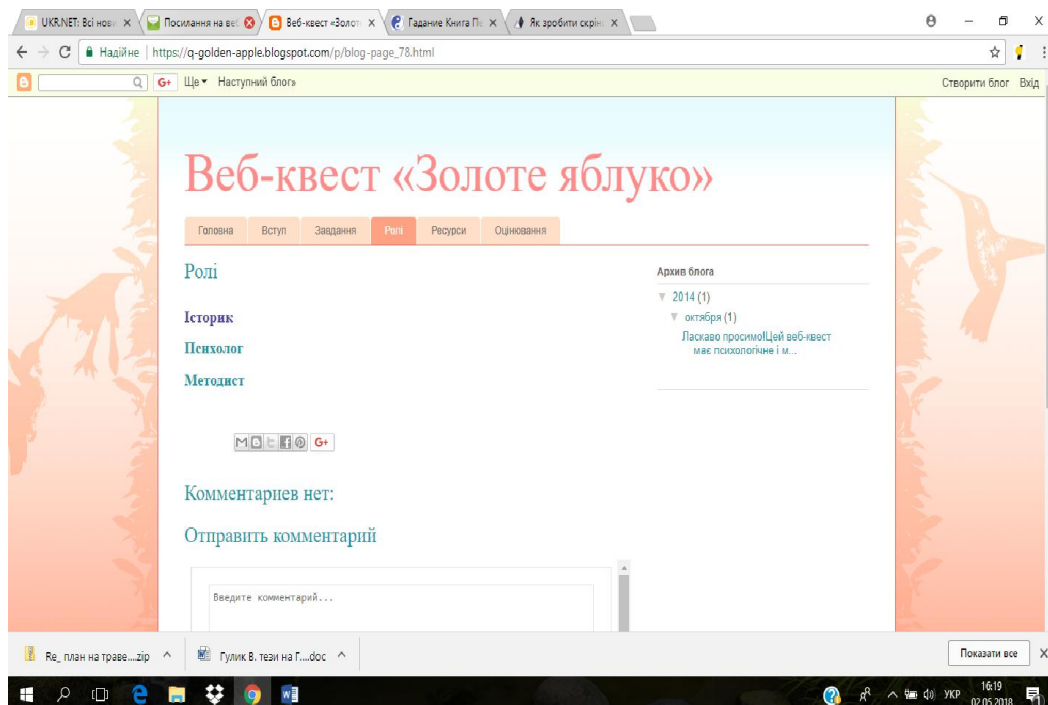 UKR.NET: Всі нови
Посилання на ве
Веб-квест «Золот
Гадание Книга Пе
Як зробити скрін
Надійне | https://q-golden-apple.blogspot.com/p/blog-page_78.html
G+ Ще Наступний блог» Створити блог Вхід
Веб-квест «Золоте яблуко»
Головна Вступ Завдання Ролі Ресурси Оцінювання
Ролі
Історик
Психолог
Методист
G+
Комментариев нет:
Отправить комментарий
Введите комментарий...
Архив блога
▼ 2014 (1)
▼ октября (1)
Ласкаво просимо!Цей веб-квест
має психологічне і м...
Re_ план на траве....zip
Гулик В. тези на Г....doc
Показати все
УКР
16:19
02.05.2018